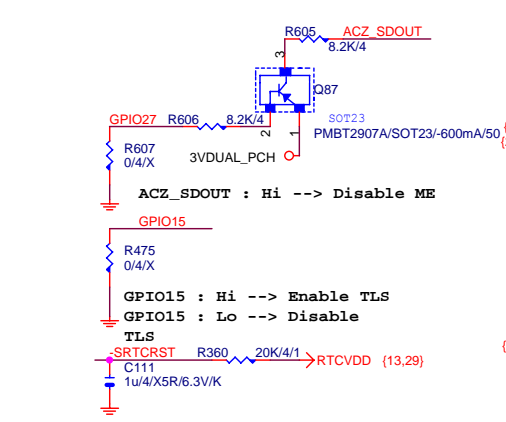 R605
ACZ_SDOUT
8.2K/4
3
Q87
SOT23
GPIO27
R606
8.2K/4
2
1
PMBT2907A/SOT23/-600mA/50
R607
0/4/X
3VDUAL_PCH
ACZ_SDOUT : Hi --> Disable ME
GPIO15
R475
0/4/X
GPIO15 : Hi --> Enable TLS
GPIO15 : Lo --> Disable
TLS
-SRTCRST
R360
20K/4/1
RTCVDD
{13,29}
C111
1u/4/X5R/6.3V/K